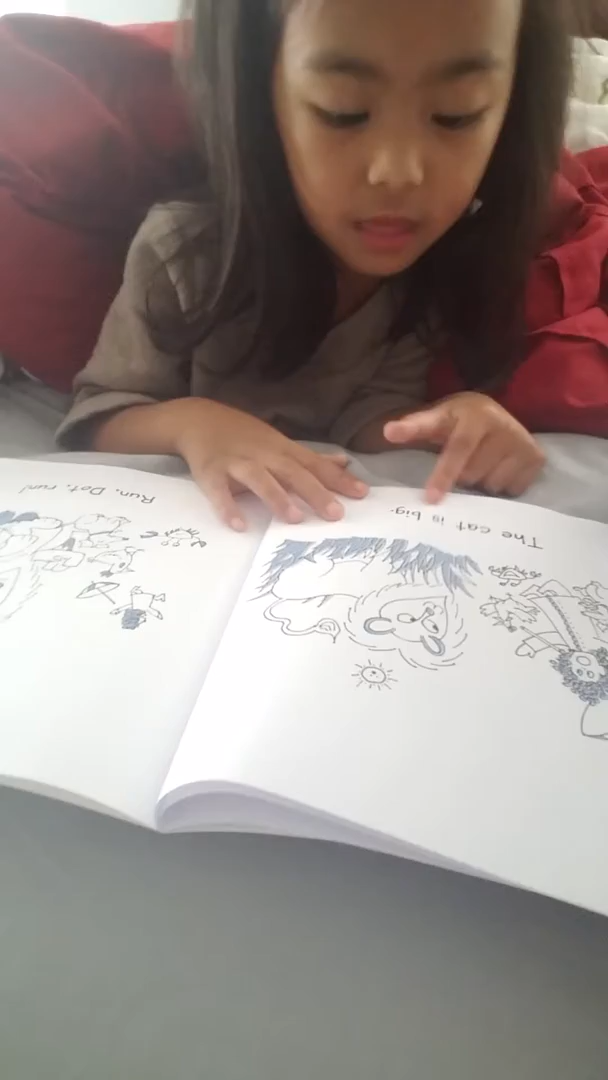 The cat is big.
Run, Dot, run!